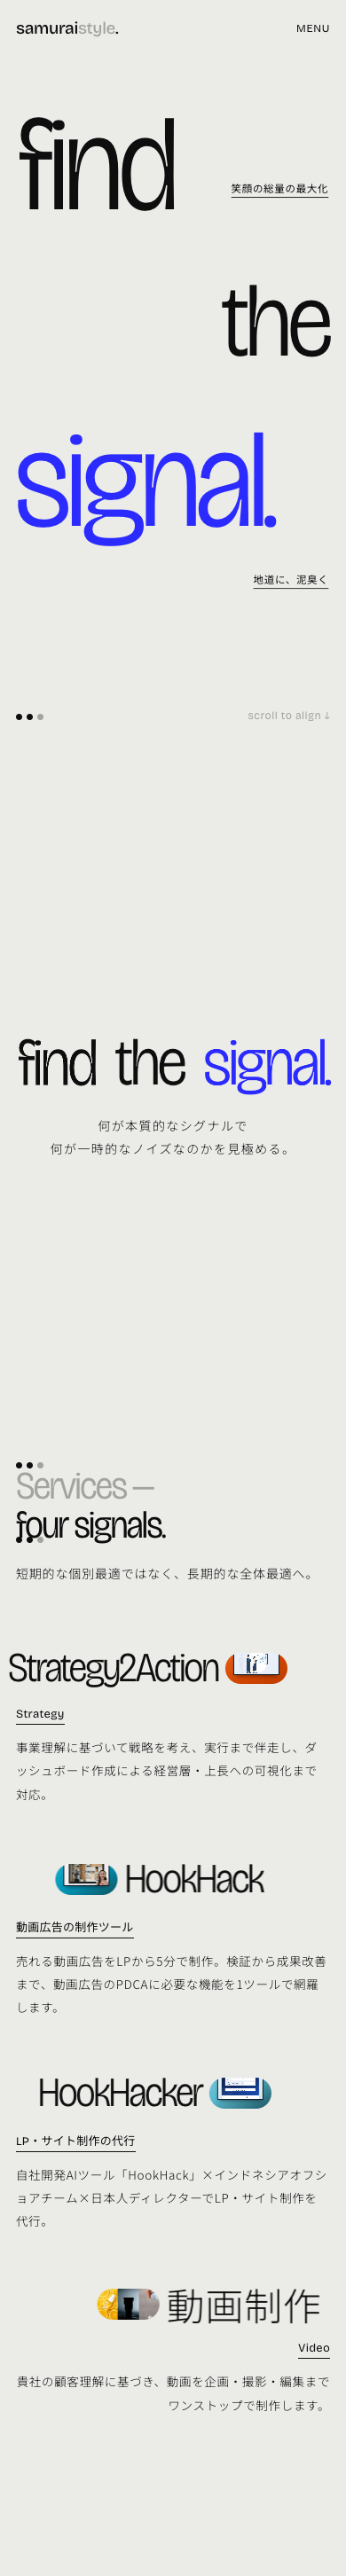 samuraistyle.
MENU
find
笑顔の総量の最大化
the
signal.
地道に、泥臭く
scroll to align ↓
find the signal.
何が本質的なシグナルで
何が一時的なノイズなのかを見極める。
Services —
four signals.
短期的な個別最適ではなく、長期的な全体最適へ。
Strategy2Action
Strategy
事業理解に基づいて戦略を考え、実行まで伴走し、ダ
ッシュボード作成による経営層・上長への可視化まで
対応。
HookHack
動画広告の制作ツール
売れる動画広告をLPから5分で制作。検証から成果改善
まで、動画広告のPDCAに必要な機能を1ツールで網羅
します。
HookHacker
LP・サイト制作の代行
自社開発AIツール「HookHack」×インドネシアオフシ
ョアチーム×日本人ディレクターでLP・サイト制作を
代行。
動画制作
Video
貴社の顧客理解に基づき、動画を企画・撮影・編集まで
ワンストップで制作します。